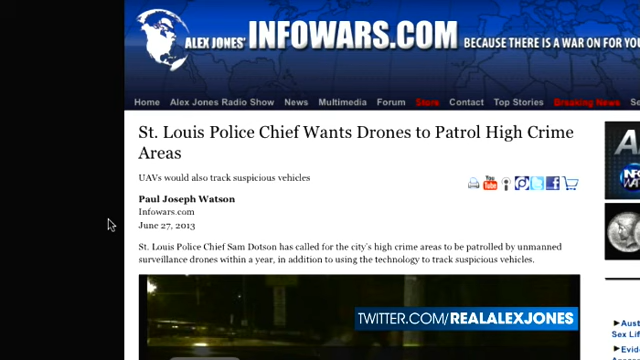 ALEX JONES' INFOWARS.COM BECAUSE THERE IS A WAR ON FOR
Home Alex Jones Radio Show News Multimedia Forum Store Contact Top Stories Breaking News
St. Louis Police Chief Wants Drones to Patrol High Crime
Areas
UAVs would also track suspicious vehicles
You
Tube
Paul Joseph Watson
Infowars.com
June 27, 2013
St. Louis Police Chief Sam Dotson has called for the city's high crime areas to be patrolled by unmanned
surveillance drones within a year, in addition to using the technology to track suspicious vehicles.
TWITTER.COM/REALALEXJONES
Sex Lif